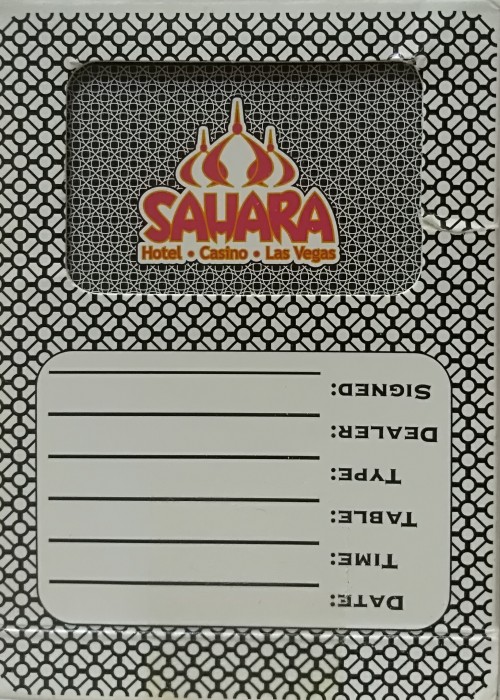 SAHARA
Hotel • Casino • Las Vegas
DATE:
TIME:
TABLE:
TYPE:
DEALER:
SIGNED: